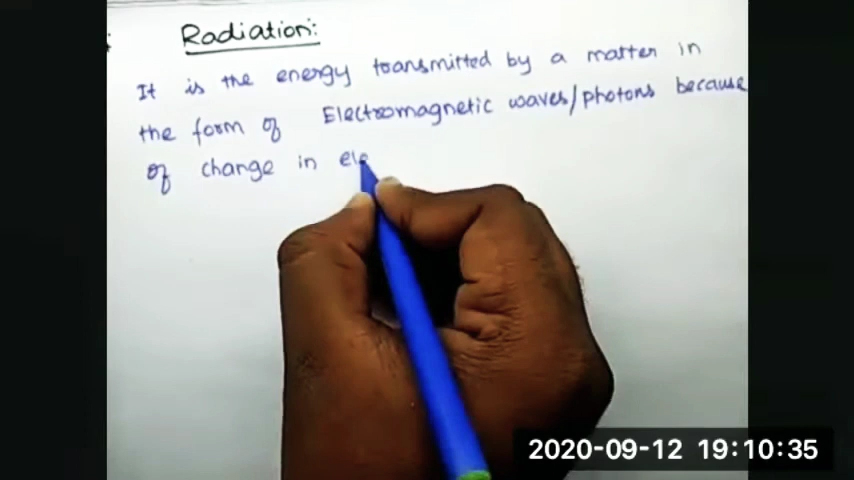 Radiation:
It is the energy transmitted by a matter in
the form of Electromagnetic waves/photons because
of change in ele
2020-09-12 19:10:35